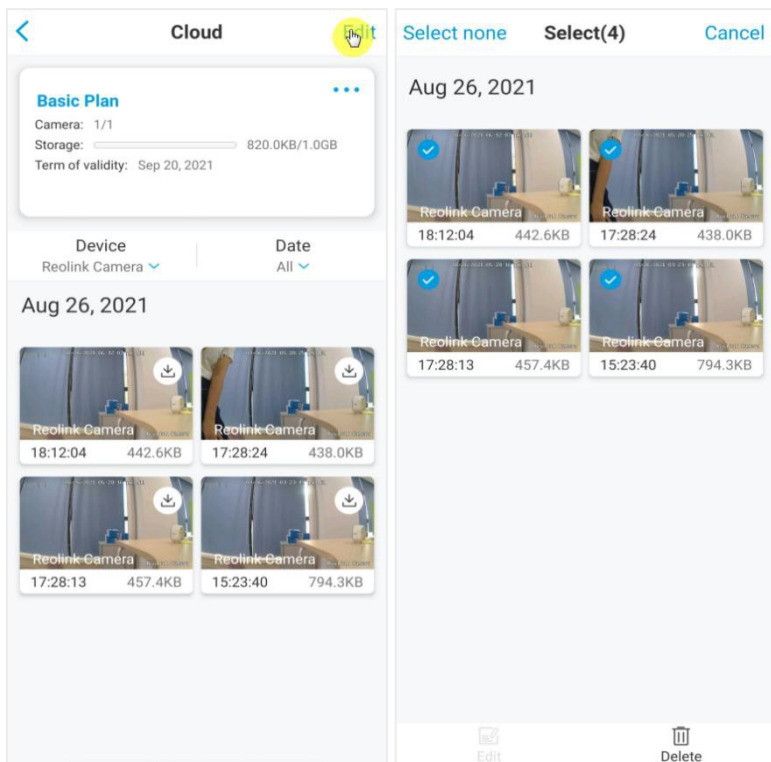 Cloud
Edit
Basic Plan
Camera: 1/1
Storage: 820.0KB/1.0GB
Term of validity: Sep 20, 2021
Device
Reolink Camera
Date
All
Aug 26, 2021
Reolink Camera
18:12:04 442.6KB
Reolink Camera
17:28:24 438.0KB
Reolink Camera
17:28:13 457.4KB
Reolink Camera
15:23:40 794.3KB
Select none Select(4) Cancel
Aug 26, 2021
Reolink Camera
18:12:04 442.6KB
Reolink Camera
17:28:24 438.0KB
Reolink Camera
17:28:13 457.4KB
Reolink Camera
15:23:40 794.3KB
Edit
Delete